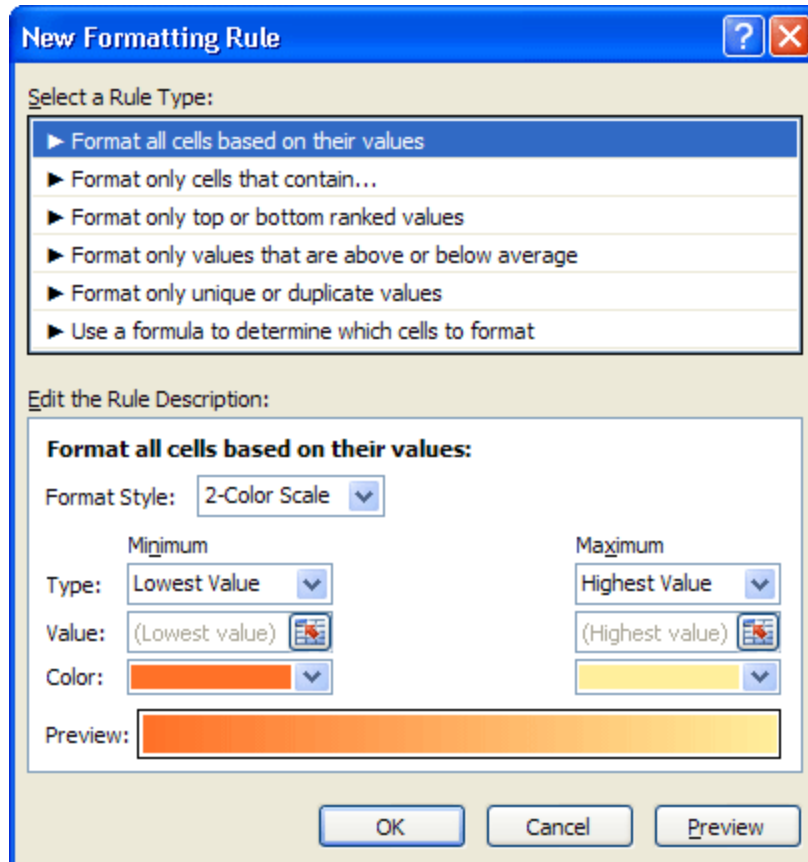 New Formatting Rule
Select a Rule Type:
► Format all cells based on their values
► Format only cells that contain...
► Format only top or bottom ranked values
► Format only values that are above or below average
► Format only unique or duplicate values
► Use a formula to determine which cells to format
Edit the Rule Description:
Format all cells based on their values:
Format Style: 2-Color Scale
Minimum Maximum
Type: Lowest Value Highest Value
Value: (Lowest value) (Highest value)
Color:
Preview:
OK Cancel Preview